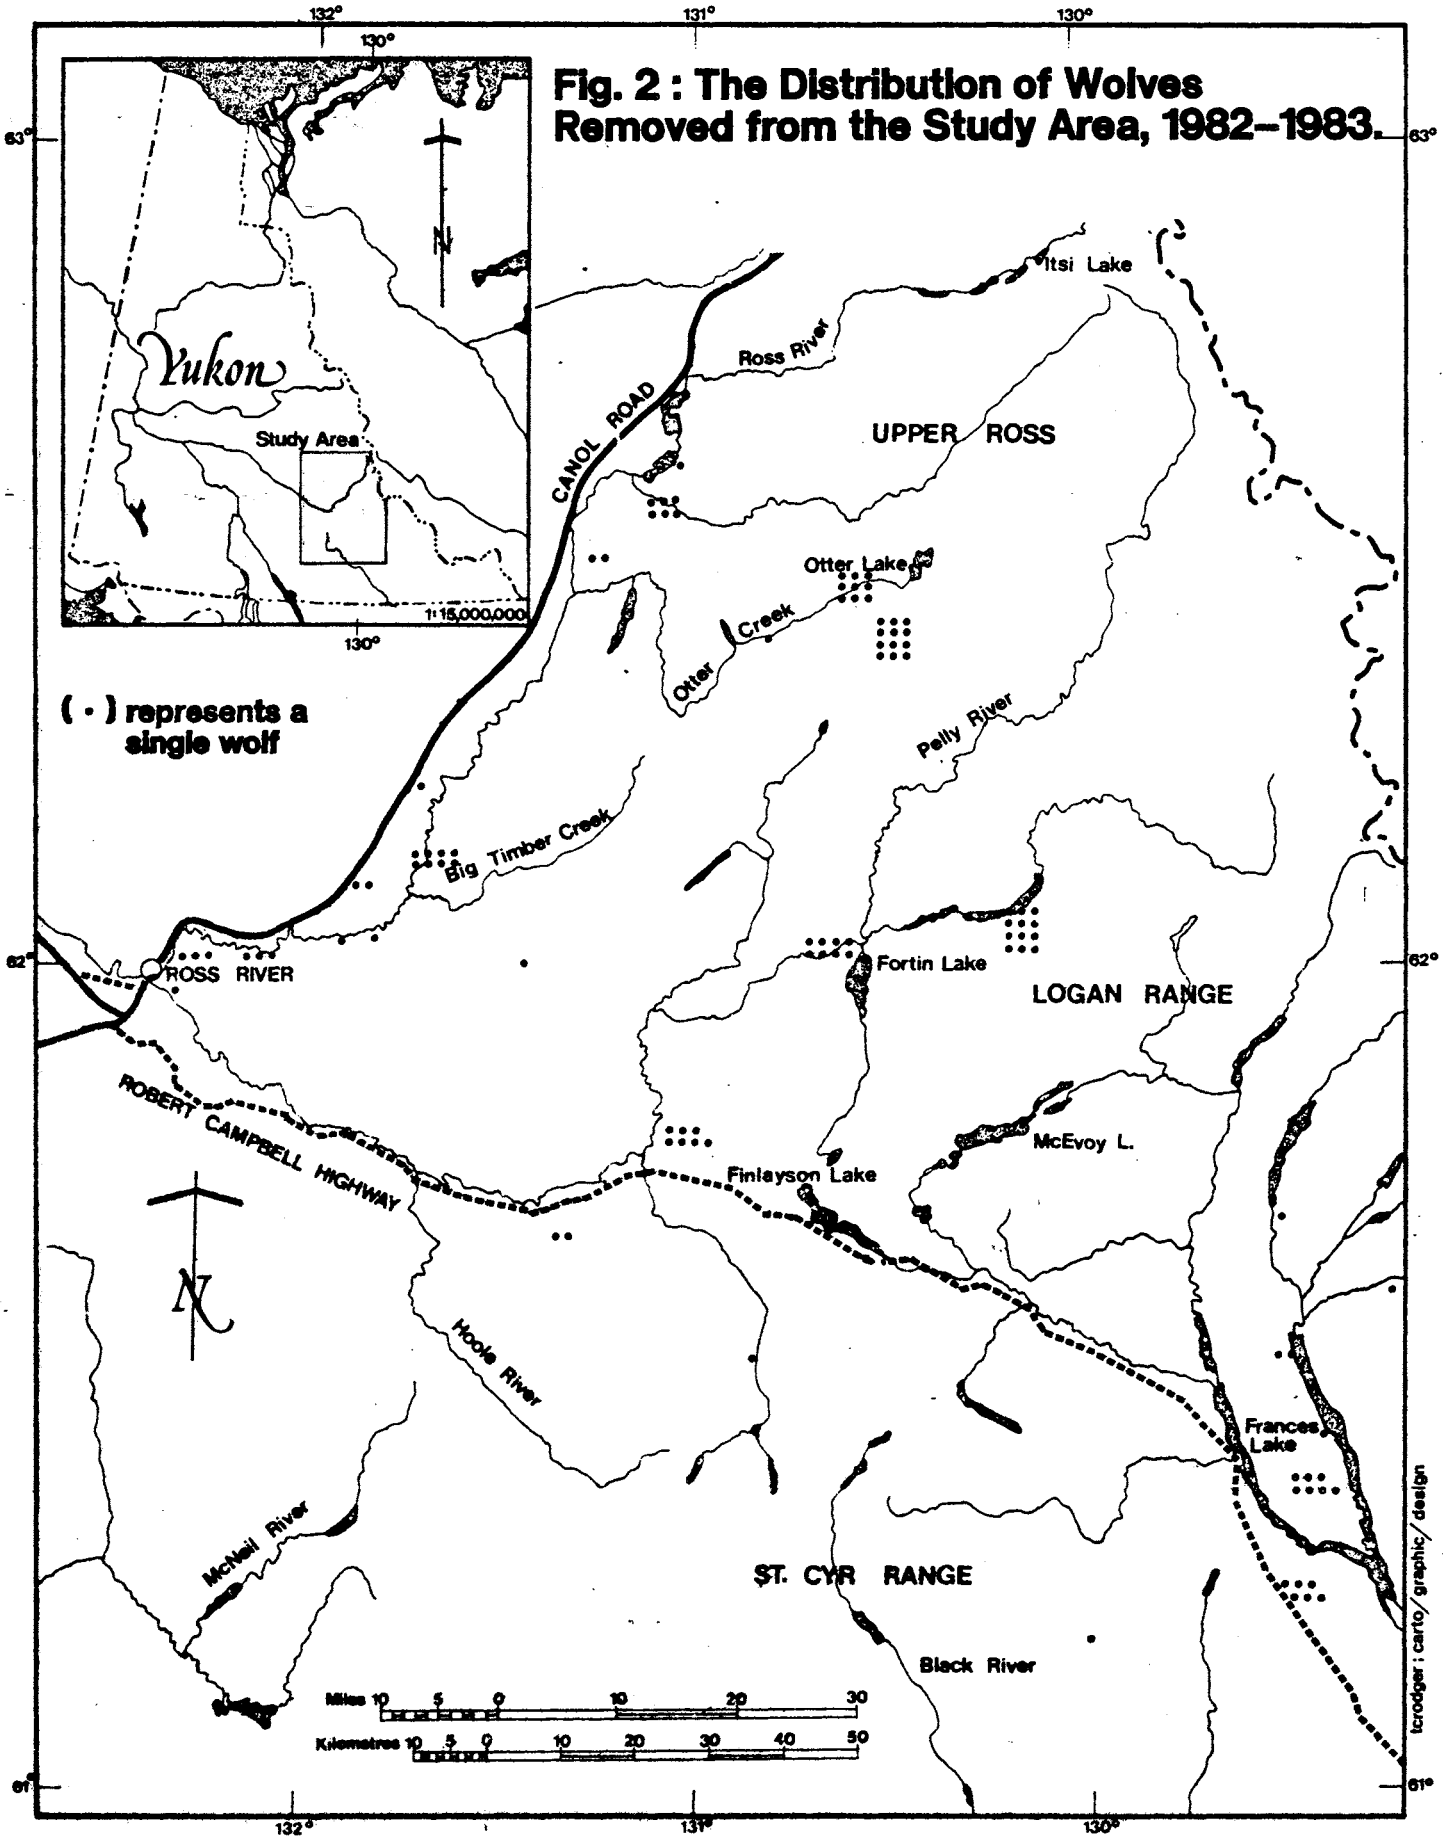 132° 131° 130°
130°
Fig. 2 : The Distribution of Wolves
Removed from the Study Area, 1982–1983.
63° 63°
N
Itsi Lake
Ross River
Yukon
CANOL ROAD
UPPER ROSS
Study Area
Otter Lake
1:15,000,000
130°
Otter Creek
( · ) represents a
single wolf
Pelly River
Big Timber Creek
62° 62°
ROSS RIVER
Fortin Lake
LOGAN RANGE
ROBERT CAMPBELL HIGHWAY
McEvoy L.
Finlayson Lake
N
Hoole River
Frances
Lake
McNeil River
ST. CYR RANGE
Black River
Miles 10 5 0 10 20 30
Kilometres 10 5 0 10 20 30 40 50
tcrodger : carto/graphic/design
61° 61°
132° 131° 130°